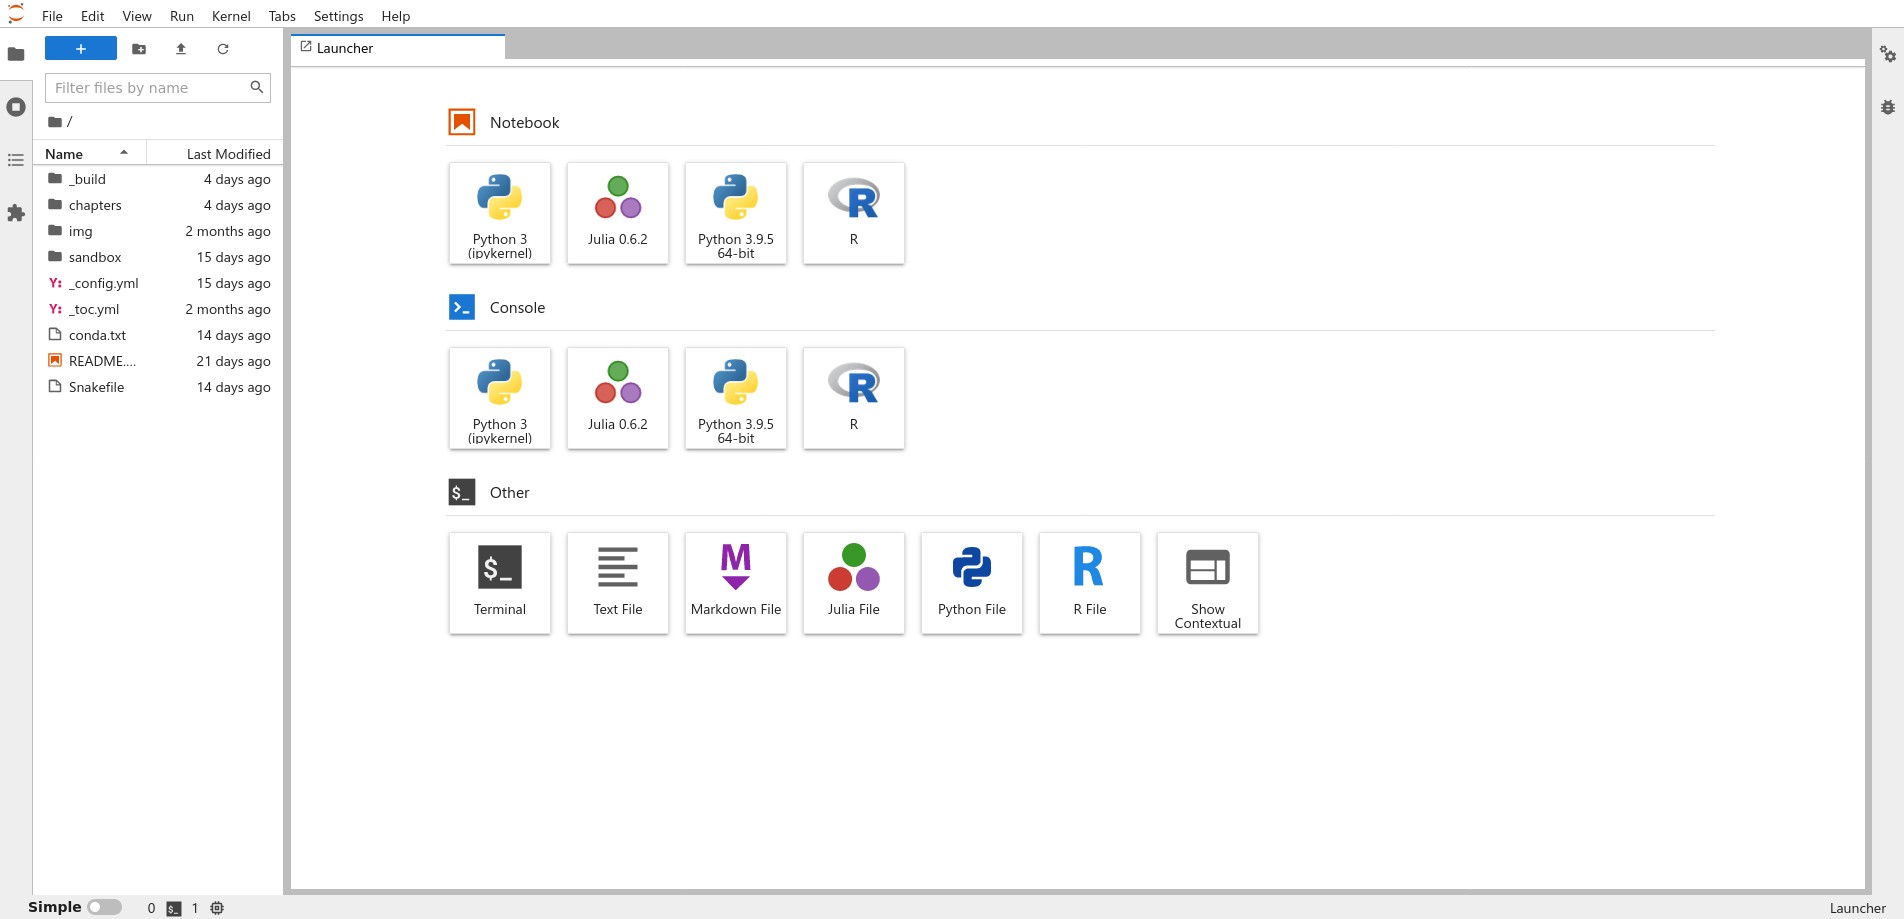 File Edit View Run Kernel Tabs Settings Help
+
Launcher
Filter files by name
/
Name Last Modified
_build 4 days ago
chapters 4 days ago
img 2 months ago
sandbox 15 days ago
Y: _config.yml 15 days ago
Y: _toc.yml 2 months ago
conda.txt 14 days ago
README.... 21 days ago
Snakefile 14 days ago
Notebook
Python 3
(ipykernel)
Julia 0.6.2
Python 3.9.5
64-bit
R
R
>_ Console
Python 3
(ipykernel)
Julia 0.6.2
Python 3.9.5
64-bit
R
R
$_ Other
$_
Terminal
Text File
M
Markdown File
Julia File
Python File
R
R File
Show
Contextual
Simple 0 $_ 1
Launcher